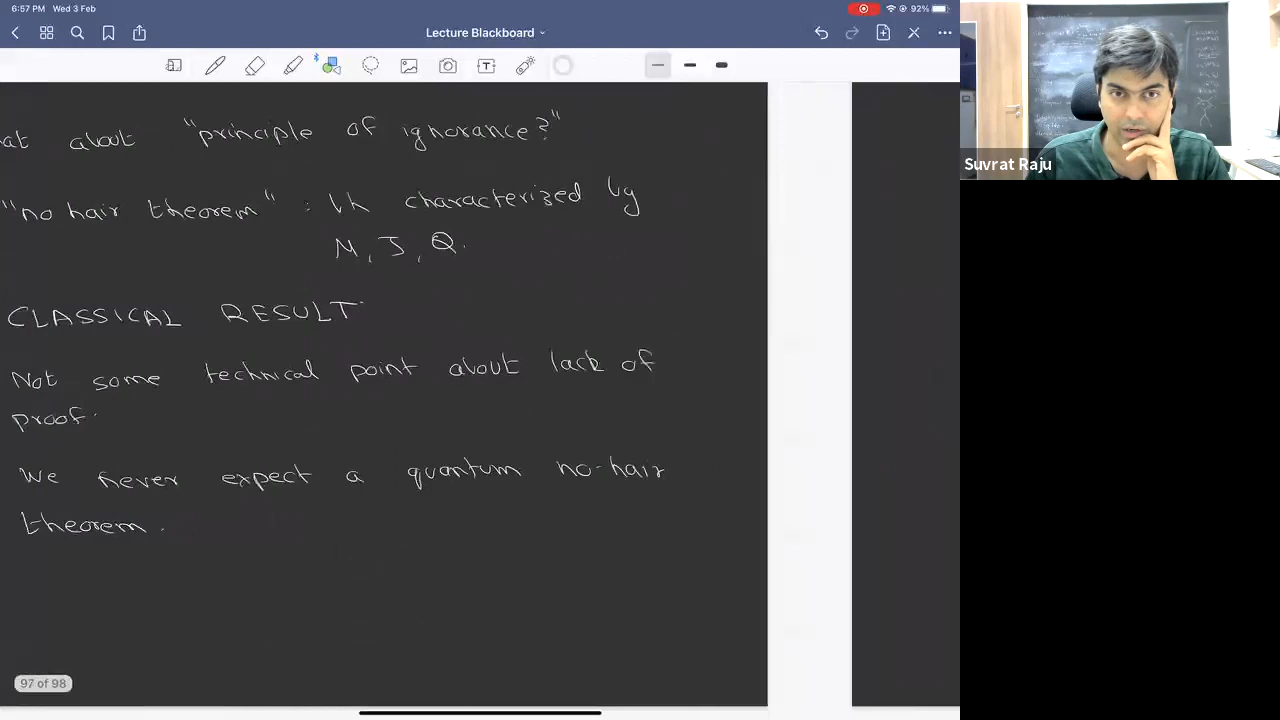 6:57 PM Wed 3 Feb
92%
Lecture Blackboard
T
at about "principle of ignorance?"
"no hair theorem" : bh characterized by
M, J, Q.
CLASSICAL RESULT
Not some technical point about lack of
proof.
We never expect a quantum no-hair
theorem.
97 of 98
Suvrat Raju